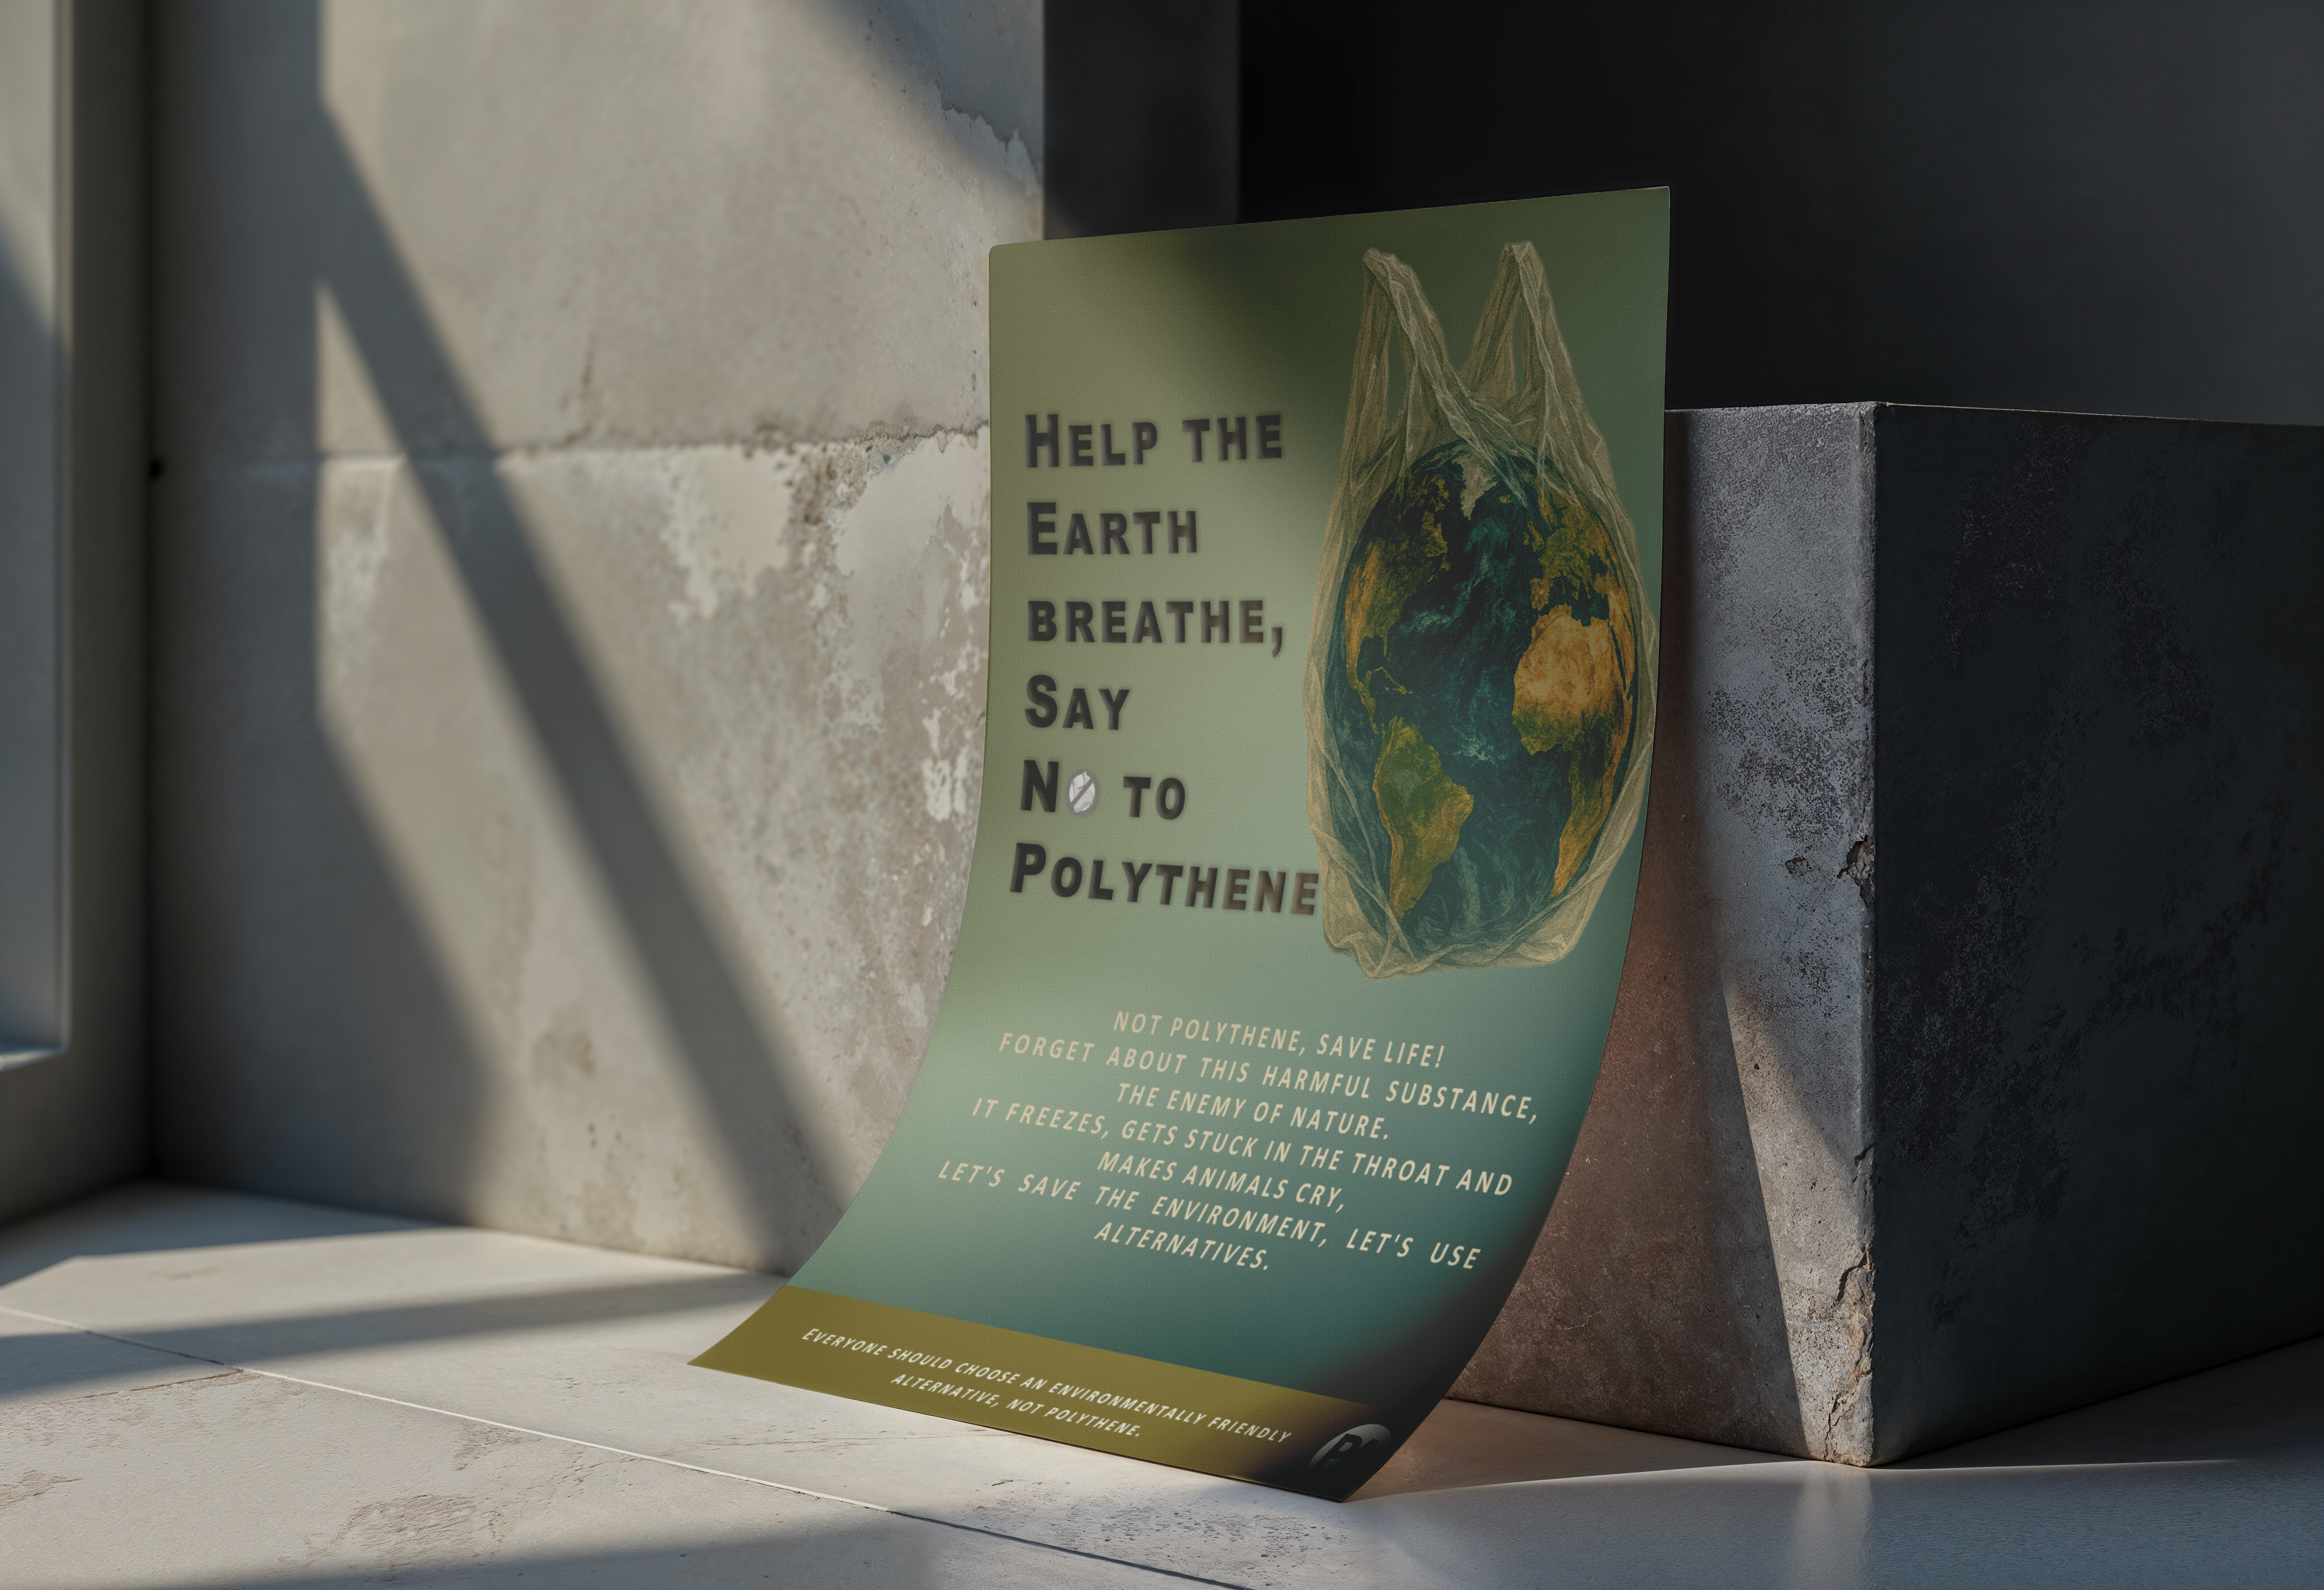 HELP THE
EARTH
BREATHE,
SAY
NO TO
POLYTHENE
NOT POLYTHENE, SAVE LIFE!
FORGET ABOUT THIS HARMFUL SUBSTANCE,
THE ENEMY OF NATURE.
IT FREEZES, GETS STUCK IN THE THROAT AND
MAKES ANIMALS CRY,
LET'S SAVE THE ENVIRONMENT, LET'S USE
ALTERNATIVES.
EVERYONE SHOULD CHOOSE AN ENVIRONMENTALLY FRIENDLY
ALTERNATIVE, NOT POLYTHENE.